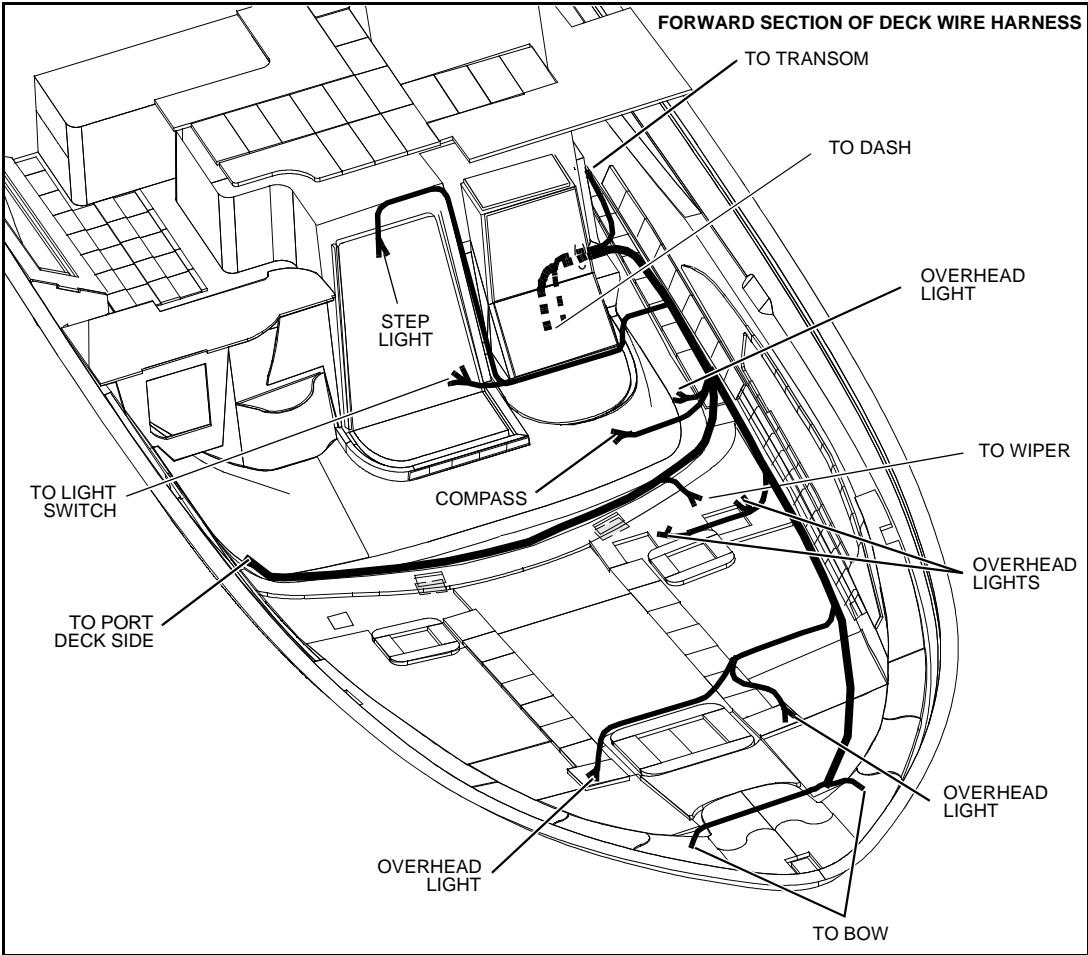 FORWARD SECTION OF DECK WIRE HARNESS
TO TRANSOM
TO DASH
OVERHEAD
LIGHT
STEP
LIGHT
TO WIPER
TO LIGHT
SWITCH
COMPASS
OVERHEAD
LIGHTS
TO PORT
DECK SIDE
OVERHEAD
LIGHT
OVERHEAD
LIGHT
TO BOW